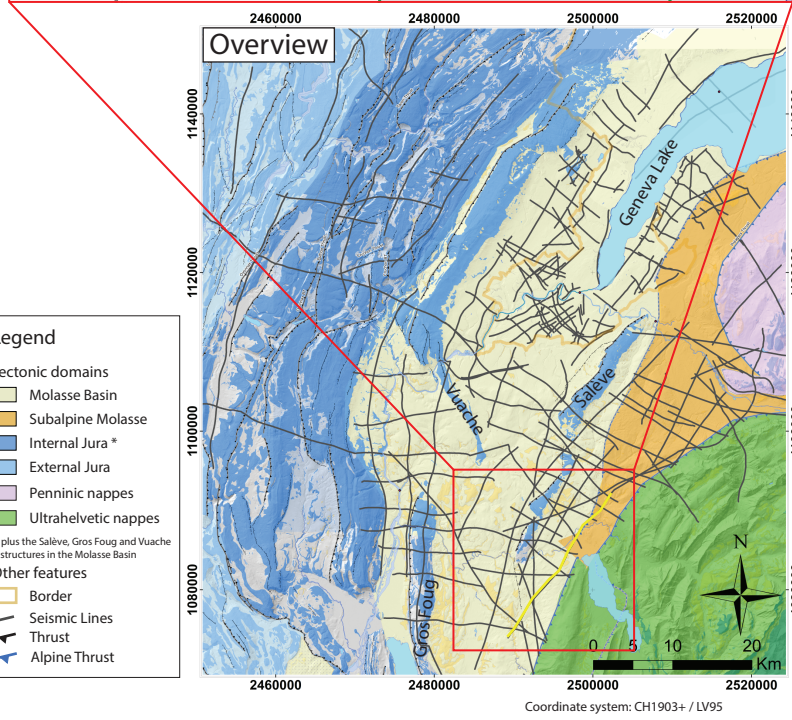 2460000 2480000 2500000 2520000
Overview
1140000
1120000
1100000
1080000
Geneva Lake
Vuache
Salève
Gros Foug
egend
ectonic domains
Molasse Basin
Subalpine Molasse
Internal Jura *
External Jura
Penninic nappes
Ultrahelvetic nappes
plus the Salève, Gros Foug and Vuache
structures in the Molasse Basin
ther features
Border
Seismic Lines
Thrust
Alpine Thrust
N
0 5 10 20
Km
2460000 2480000 2500000 2520000
Coordinate system: CH1903+ / LV95